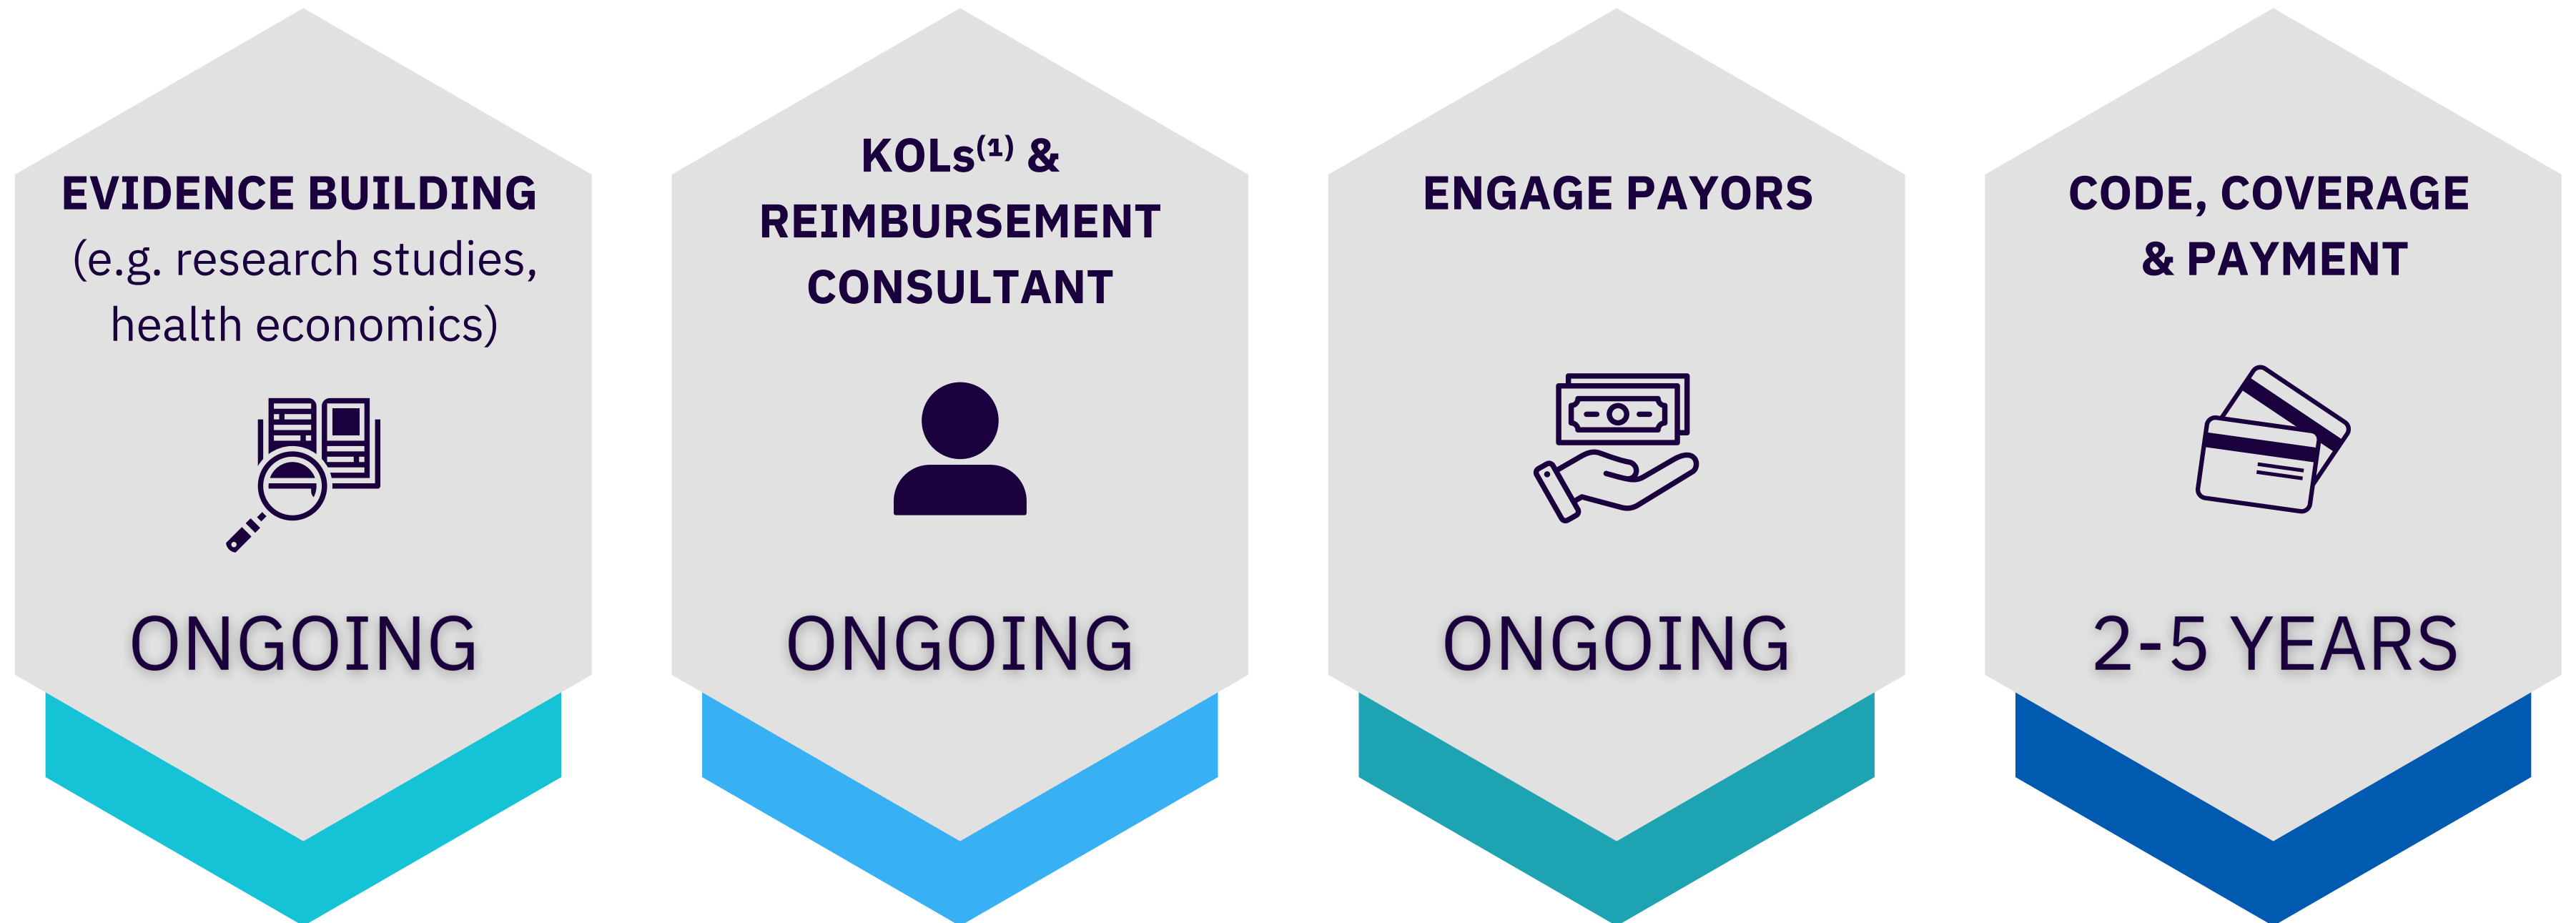 EVIDENCE BUILDING
(e.g. research studies,
health economics)
ONGOING
KOLs⁽¹⁾ &
REIMBURSEMENT
CONSULTANT
ONGOING
ENGAGE PAYORS
ONGOING
CODE, COVERAGE
& PAYMENT
2-5 YEARS